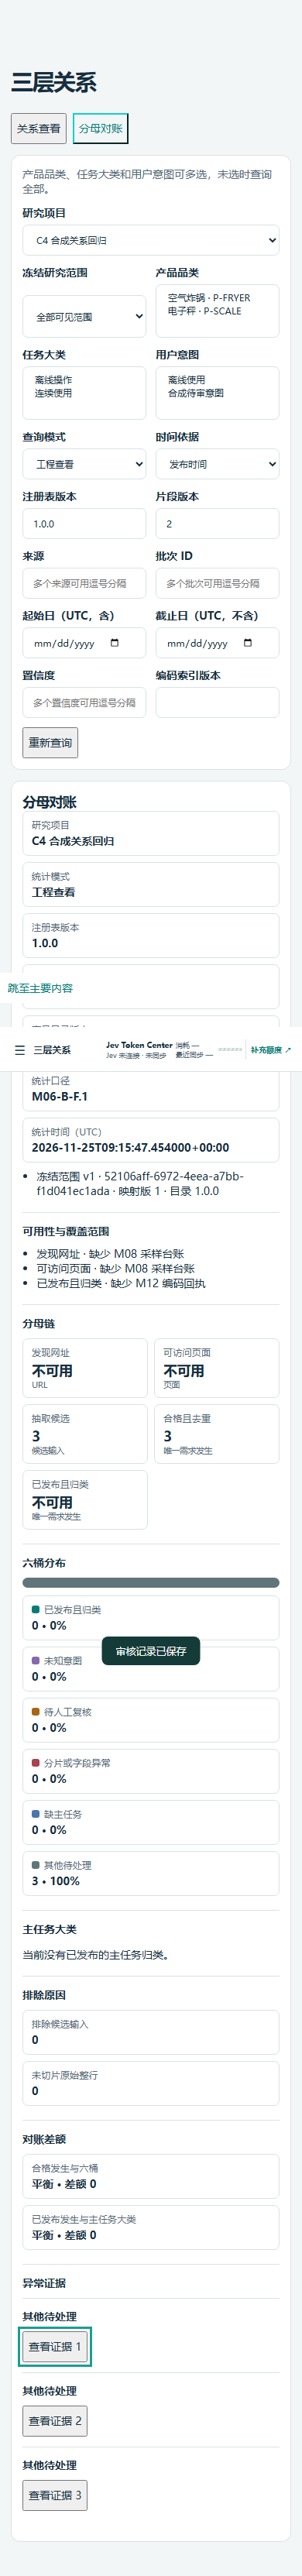 三层关系
关系查看
分母对账
产品品类、任务大类和用户意图可多选，未选时查询
全部。
研究项目
C4 合成关系回归
冻结研究范围
产品品类
全部可见范围
空气炸锅 · P-FRYER
电子秤 · P-SCALE
任务大类
用户意图
离线操作
连续使用
离线使用
合成待审意图
查询模式
时间依据
工程查看
发布时间
注册表版本
片段版本
1.0.0
2
来源
批次 ID
多个来源可用逗号分隔
多个批次可用逗号分隔
起始日（UTC，含）
截止日（UTC，不含）
mm/dd/yyyy
mm/dd/yyyy
置信度
编码索引版本
多个置信度可用逗号分隔
重新查询
分母对账
研究项目
C4 合成关系回归
统计模式
工程查看
注册表版本
1.0.0
跳至主要内容
☰ 三层关系
Jev Token Center 消耗 —
Jev 未连接 · 未同步 最近同步 —
补充额度 ↗
统计口径
M06-B-F.1
统计时间（UTC）
2026-11-25T09:15:47.454000+00:00
• 冻结范围 v1 · 52106aff-6972-4eea-a7bb-
f1d041ec1ada · 映射版 1 · 目录 1.0.0
可用性与覆盖范围
• 发现网址 · 缺少 M08 采样台账
• 可访问页面 · 缺少 M08 采样台账
• 已发布且归类 · 缺少 M12 编码回执
分母链
发现网址
不可用
URL
可访问页面
不可用
页面
抽取候选
3
候选输入
合格且去重
3
唯一需求发生
已发布且归类
不可用
唯一需求发生
六桶分布
已发布且归类
0 • 0%
未知意图
0 • 0%
审核记录已保存
待人工复核
0 • 0%
分片或字段异常
0 • 0%
缺主任务
0 • 0%
其他待处理
3 • 100%
主任务大类
当前没有已发布的主任务归类。
排除原因
排除候选输入
0
未切片原始整行
0
对账差额
合格发生与六桶
平衡 • 差额 0
已发布发生与主任务大类
平衡 • 差额 0
异常证据
其他待处理
查看证据 1
其他待处理
查看证据 2
其他待处理
查看证据 3